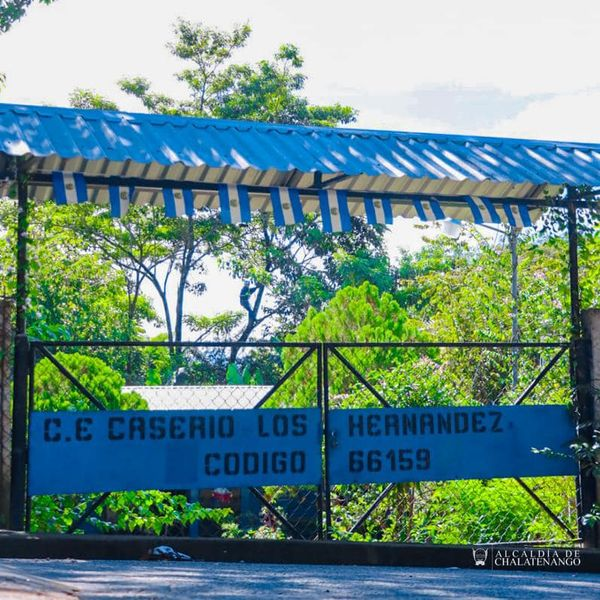 C.E CASERIO LOS HERNANDEZ
CODIGO 66159
ALCALDÍA DE
CHALATENANGO